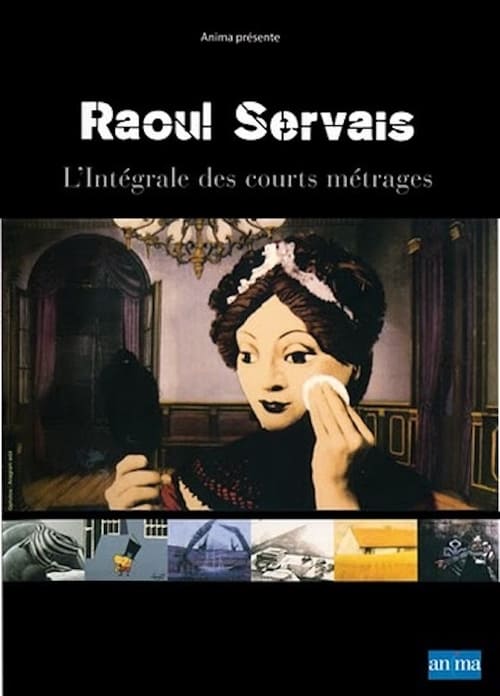 Anima présente
Raoul Servais
L'Intégrale des courts métrages
anima